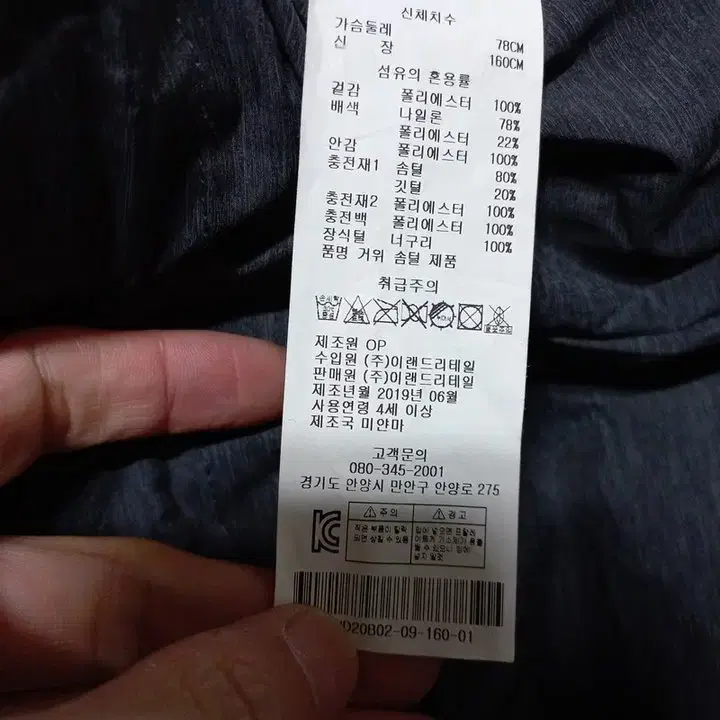 신체치수
가슴둘레 78CM
신 장 160CM
섬유의 혼용률
겉감 폴리에스터 100%
배색 나일론 78%
폴리에스터 22%
안감 폴리에스터 100%
충전재1 솜털 80%
깃털 20%
충전재2 폴리에스터 100%
충전백 폴리에스터 100%
장식털 너구리 100%
품명 거위 솜털 제품
취급주의
제조원 OP
수입원 (주)이랜드리테일
판매원 (주)이랜드리테일
제조년월 2019년 06월
사용연령 4세 이상
제조국 미얀마
고객문의
080-345-2001
경기도 안양시 만안구 안양로 275
주의
경고
D20B02-09-160-01